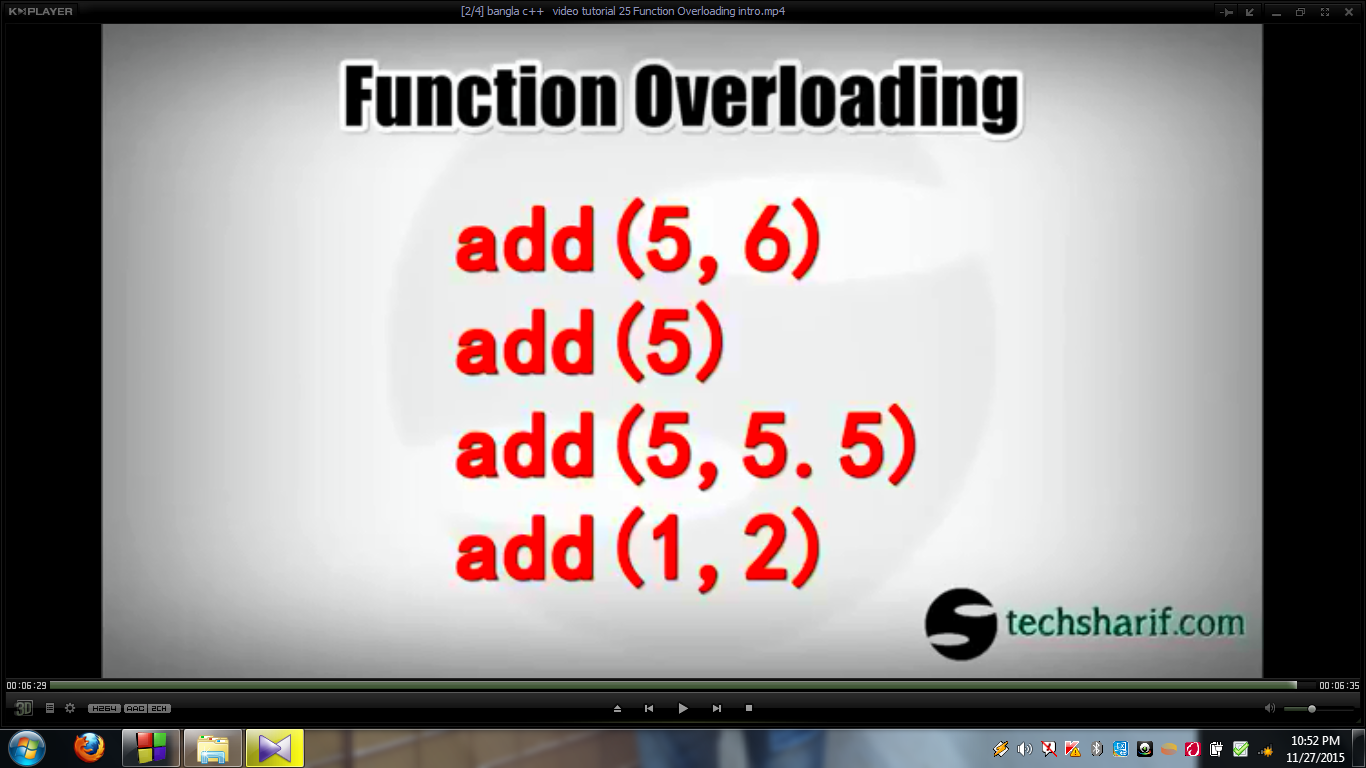 K·MPLAYER
[2/4] bangla c++ video tutorial 25 Function Overloading intro.mp4
Function Overloading
add (5, 6)
add (5)
add (5, 5. 5)
add (1, 2)
techsharif.com
00:06:29
00:06:35
3D
H264 AAC 2CH
10:52 PM
11/27/2015